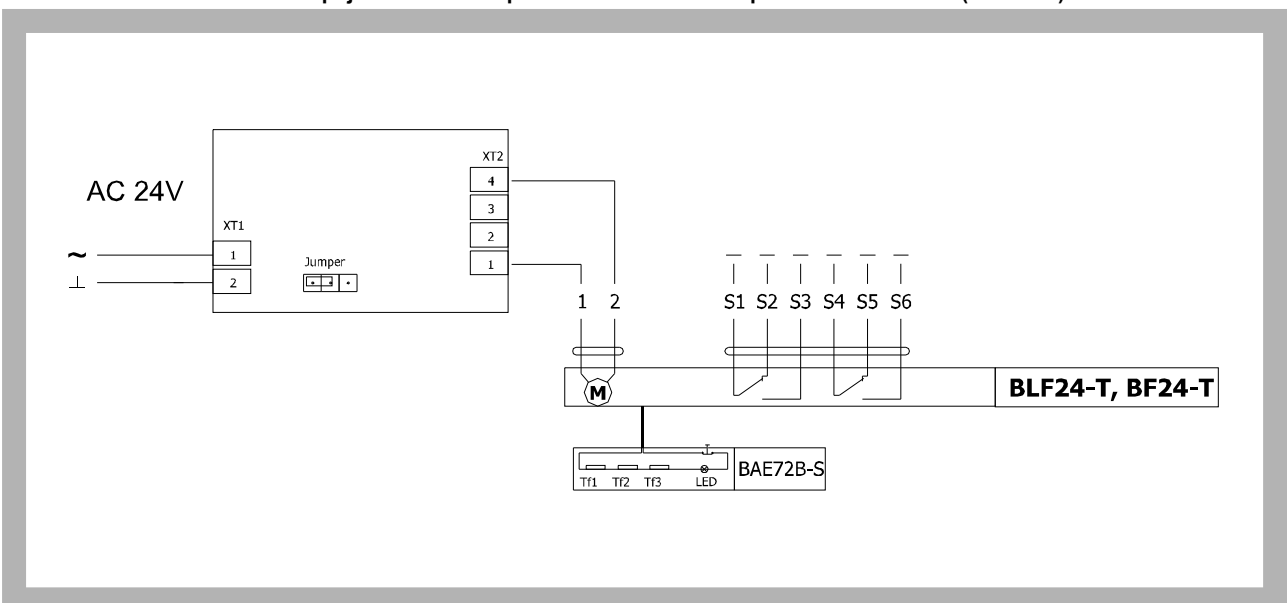 AC 24V
~
⊥
XT1
1
2
Jumper
XT2
4
3
2
1
1 2
S1 S2 S3 S4 S5 S6
M
BLF24-T, BF24-T
Tf1 Tf2 Tf3 LED
BAE72B-S